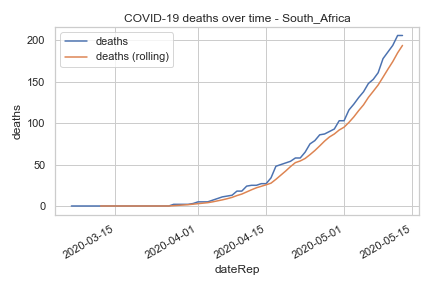 COVID-19 deaths over time - South_Africa
deaths
deaths (rolling)
200
150
100
50
0
deaths
2020-03-15
2020-04-01
2020-04-15
2020-05-01
2020-05-15
dateRep